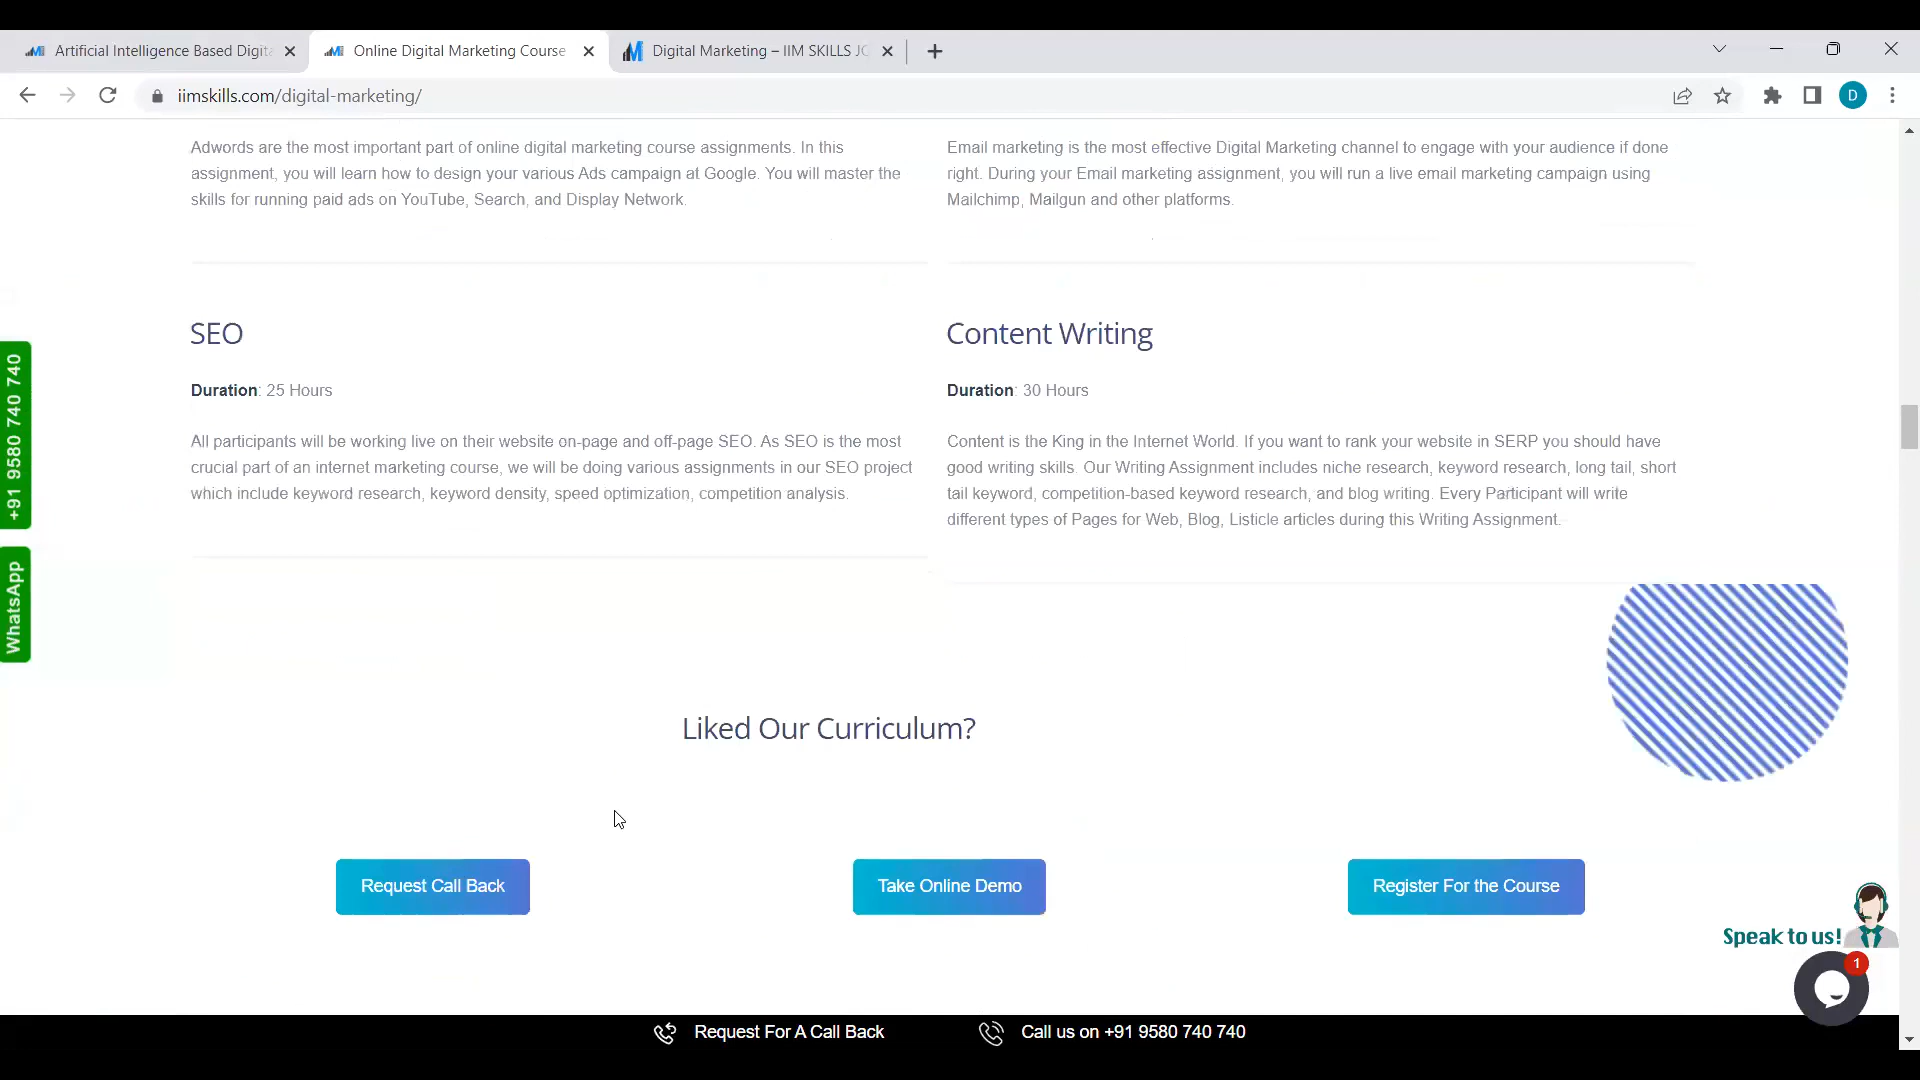 Artificial Intelligence Based Digita
Online Digital Marketing Course
Digital Marketing – IIM SKILLS JO
iimskills.com/digital-marketing/
D
Adwords are the most important part of online digital marketing course assignments. In this
assignment, you will learn how to design your various Ads campaign at Google. You will master the
skills for running paid ads on YouTube, Search, and Display Network.
Email marketing is the most effective Digital Marketing channel to engage with your audience if done
right. During your Email marketing assignment, you will run a live email marketing campaign using
Mailchimp, Mailgun and other platforms.
SEO
Duration: 25 Hours
All participants will be working live on their website on-page and off-page SEO. As SEO is the most
crucial part of an internet marketing course, we will be doing various assignments in our SEO project
which include keyword research, keyword density, speed optimization, competition analysis.
Content Writing
Duration: 30 Hours
Content is the King in the Internet World. If you want to rank your website in SERP you should have
good writing skills. Our Writing Assignment includes niche research, keyword research, long tail, short
tail keyword, competition-based keyword research, and blog writing. Every Participant will write
different types of Pages for Web, Blog, Listicle articles during this Writing Assignment.
+91 9580 740 740
WhatsApp
Liked Our Curriculum?
Request Call Back
Take Online Demo
Register For the Course
Speak to us!
1
Request For A Call Back
Call us on +91 9580 740 740